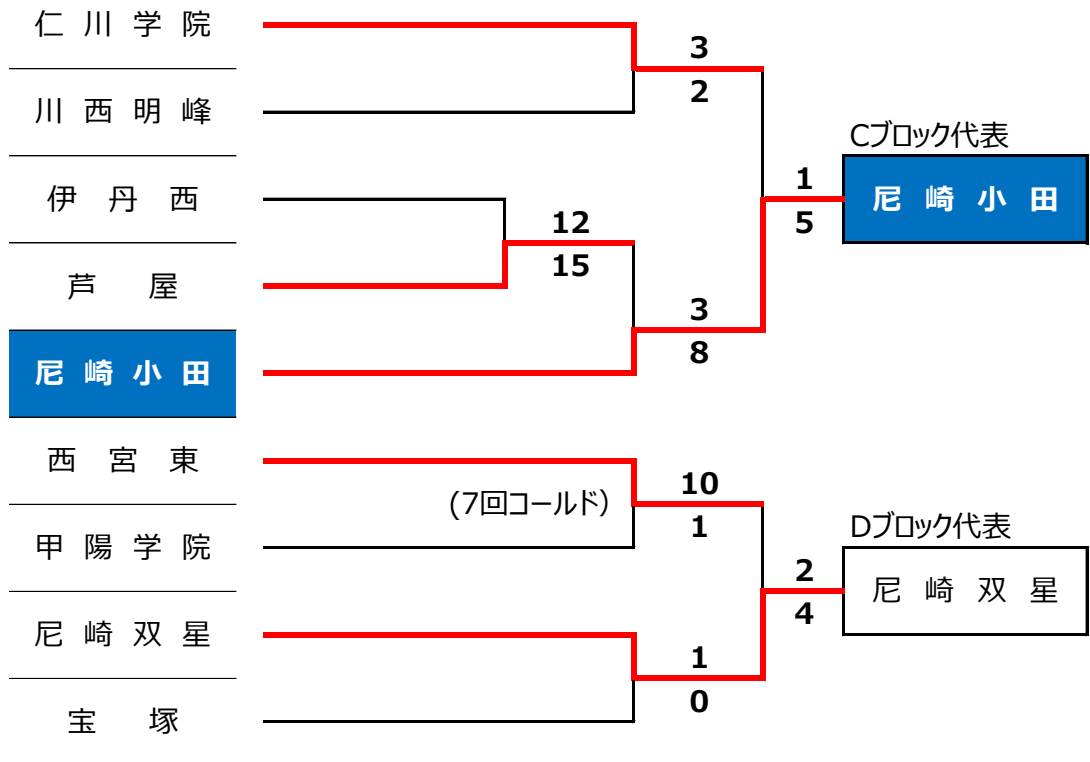 仁川学院
3
2
川西明峰
Cブロック代表
伊丹西
1
5
尼崎小田
12
15
芦屋
3
8
尼崎小田
西宮東
(7回コールド)
10
1
甲陽学院
Dブロック代表
2
4
尼崎双星
尼崎双星
1
0
宝塚